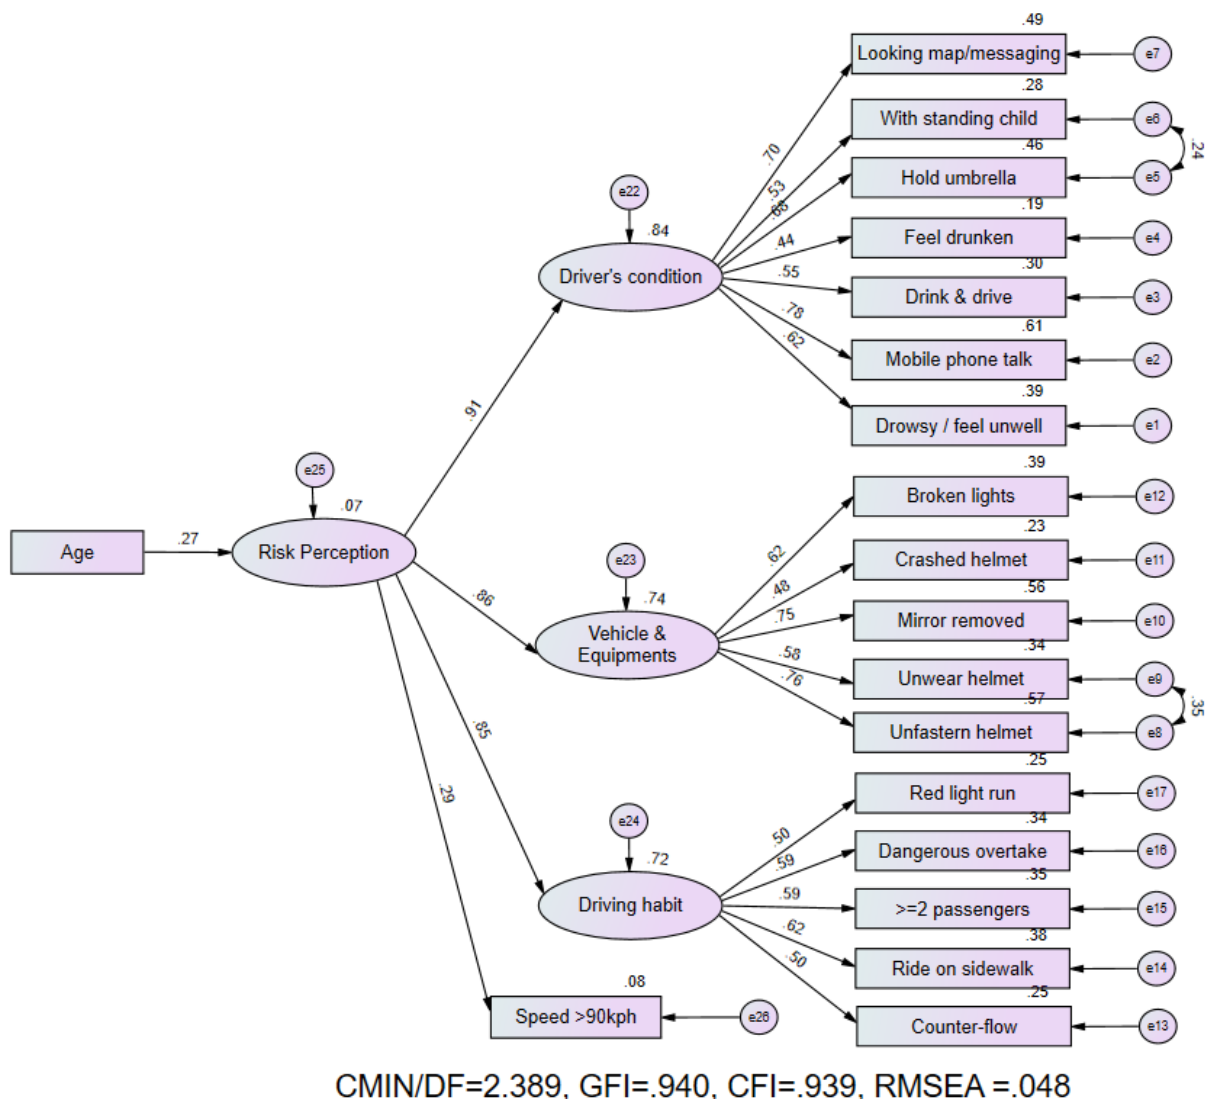 .49
Looking map/messaging
e7
.28
With standing child
e6
.24
.46
Hold umbrella
e5
.19
Feel drunken
e4
.30
Drink & drive
e3
.61
Mobile phone talk
e2
.39
Drowsy / feel unwell
e1
.70
.53
.68
.44
.55
.78
.62
e22
.84
Driver's condition
.91
e25
.07
Age
.27
Risk Perception
.86
.85
.29
e23
.74
Vehicle &
Equipments
.39
Broken lights
e12
.23
Crashed helmet
e11
.56
Mirror removed
e10
.34
Unwear helmet
e9
.35
.57
Unfastern helmet
e8
.62
.48
.75
.58
.76
e24
.72
Driving habit
.25
Red light run
e17
.34
Dangerous overtake
e16
.35
>=2 passengers
e15
.38
Ride on sidewalk
e14
.25
Counter-flow
e13
.50
.59
.59
.62
.50
.08
Speed >90kph
e26
CMIN/DF=2.389, GFI=.940, CFI=.939, RMSEA =.048